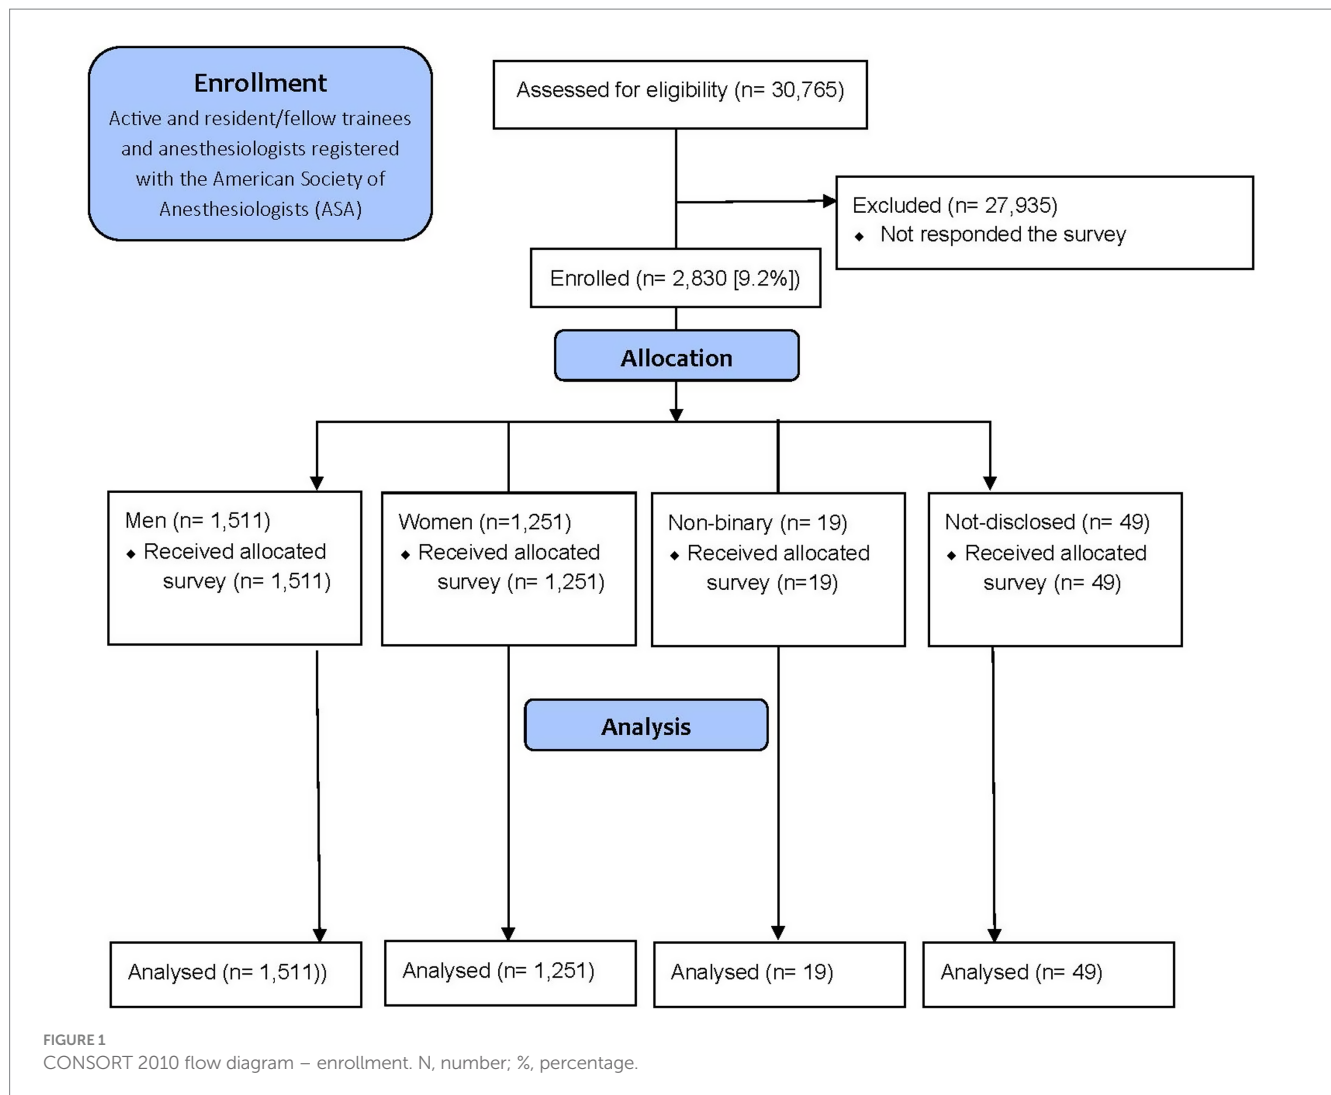 Enrollment
Active and resident/fellow trainees
and anesthesiologists registered
with the American Society of
Anesthesiologists (ASA)
Assessed for eligibility (n= 30,765)
Excluded (n= 27,935)
⬥ Not responded the survey
Enrolled (n= 2,830 [9.2%])
Allocation
Men (n= 1,511)
⬥ Received allocated
survey (n= 1,511)
Women (n=1,251)
⬥ Received allocated
survey (n= 1,251)
Non-binary (n= 19)
⬥ Received allocated
survey (n=19)
Not-disclosed (n= 49)
⬥ Received allocated
survey (n= 49)
Analysis
Analysed (n= 1,511))
Analysed (n= 1,251)
Analysed (n= 19)
Analysed (n= 49)
FIGURE 1
CONSORT 2010 flow diagram – enrollment. N, number; %, percentage.